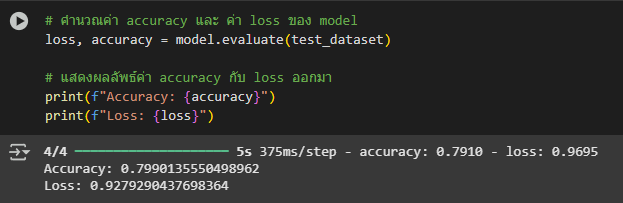 # คำนวณค่า accuracy และ ค่า loss ของ model
loss, accuracy = model.evaluate(test_dataset)
# แสดงผลลัพธ์ค่า accuracy กับ loss ออกมา
print(f"Accuracy: {accuracy}")
print(f"Loss: {loss}")
4/4 ━━━━━━━━━━━━━━━━━━━━ 5s 375ms/step - accuracy: 0.7910 - loss: 0.9695
Accuracy: 0.7990135550498962
Loss: 0.9279290437698364